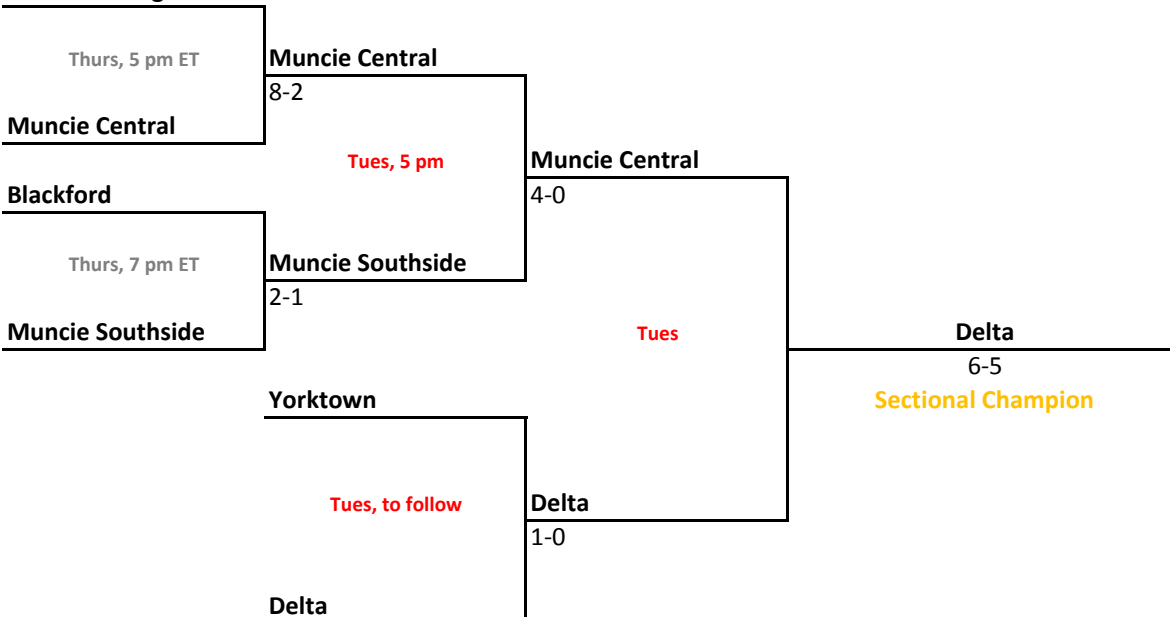 Thurs, 5 pm ET
Muncie Central
8-2
Muncie Central
Tues, 5 pm
Muncie Central
4-0
Blackford
Thurs, 7 pm ET
Muncie Southside
2-1
Muncie Southside
Tues
Delta
6-5
Sectional Champion
Yorktown
Tues, to follow
Delta
1-0
Delta